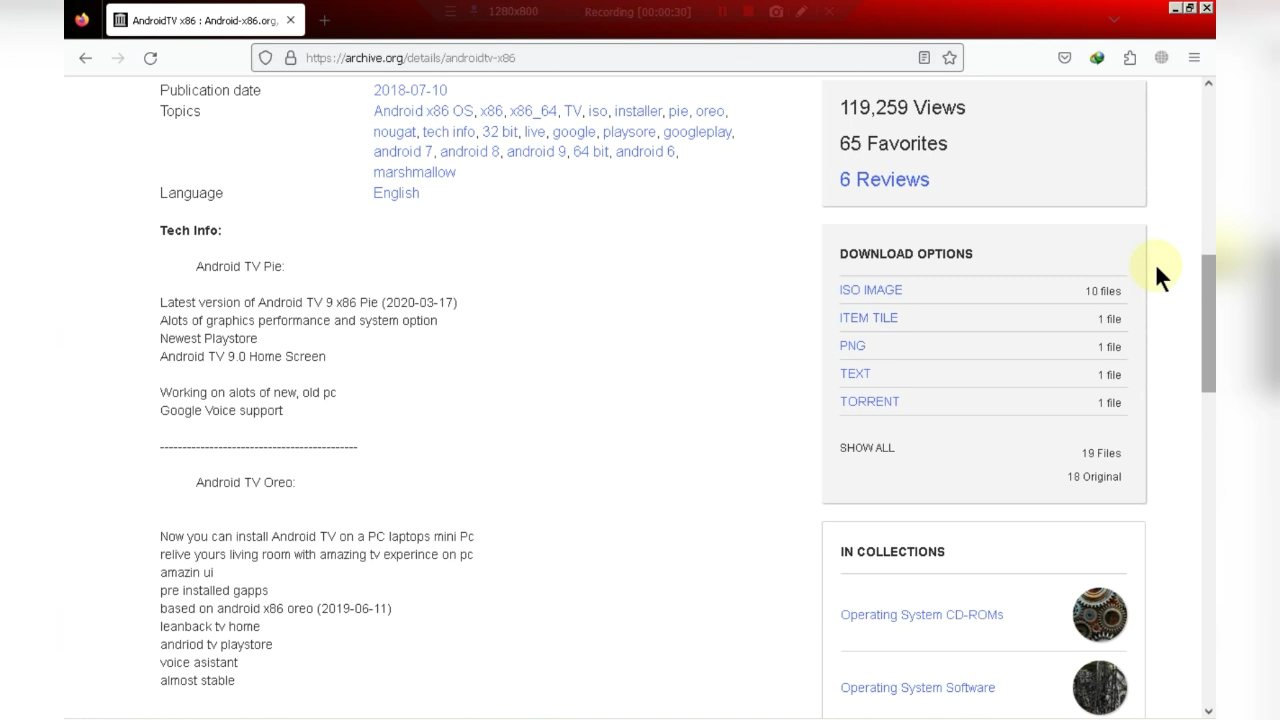 1280x800
Recording [00:00:30]
AndroidTV x86 : Android-x86.org,
https://archive.org/details/androidtv-x86
Publication date 2018-07-10
Topics Android x86 OS, x86, x86_64, TV, iso, installer, pie, oreo,
nougat, tech info, 32 bit, live, google, playsore, googleplay,
android 7, android 8, android 9, 64 bit, android 6,
marshmallow
Language English
Tech Info:
Android TV Pie:
Latest version of Android TV 9 x86 Pie (2020-03-17)
Alots of graphics performance and system option
Newest Playstore
Android TV 9.0 Home Screen
Working on alots of new, old pc
Google Voice support
-------------------------------------------
Android TV Oreo:
Now you can install Android TV on a PC laptops mini Pc
relive yours living room with amazing tv experince on pc
amazin ui
pre installed gapps
based on android x86 oreo (2019-06-11)
leanback tv home
andriod tv playstore
voice asistant
almost stable
119,259 Views
65 Favorites
6 Reviews
DOWNLOAD OPTIONS
ISO IMAGE 10 files
ITEM TILE 1 file
PNG 1 file
TEXT 1 file
TORRENT 1 file
SHOW ALL 19 Files
18 Original
IN COLLECTIONS
Operating System CD-ROMs
Operating System Software